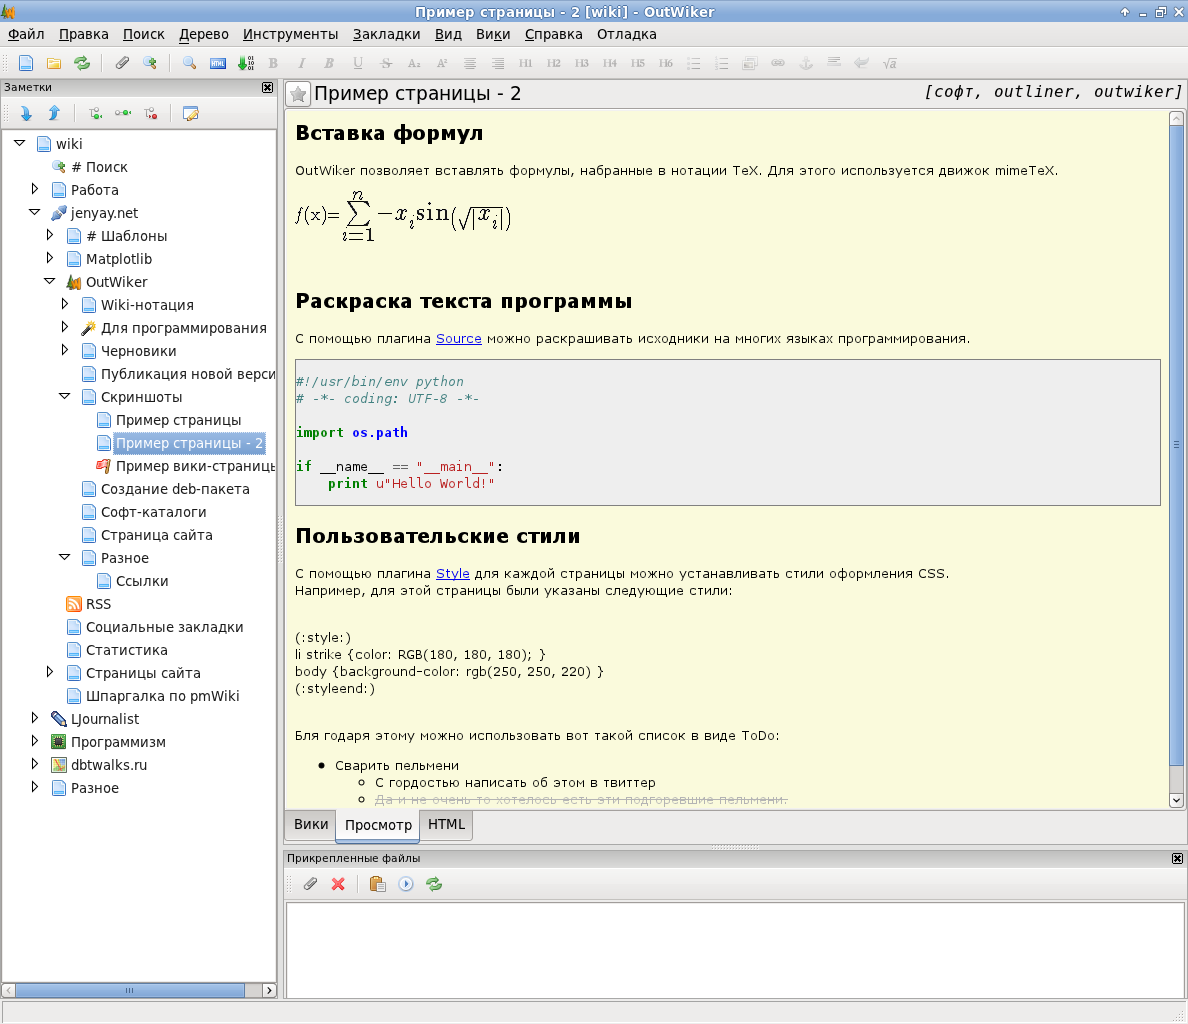 Пример страницы - 2 [wiki] - OutWiker
Файл Правка Поиск Дерево Инструменты Закладки Вид Вики Справка Отладка
B I B U S A₂ A² H1 H2 H3 H4 H5 H6 √a
Заметки
wiki
# Поиск
Работа
jenyay.net
# Шаблоны
Matplotlib
OutWiker
Wiki-нотация
Для программирования
Черновики
Публикация новой верси
Скриншоты
Пример страницы
Пример страницы - 2
Пример вики-страниць
Создание deb-пакета
Софт-каталоги
Страница сайта
Разное
Ссылки
RSS
Социальные закладки
Статистика
Страницы сайта
Шпаргалка по pmWiki
LJournalist
Программизм
dbtwalks.ru
Разное
Пример страницы - 2
[софт, outliner, outwiker]
Вставка формул
OutWiker позволяет вставлять формулы, набранные в нотации TeX. Для этого используется движок mimeTeX.
f(x)=∑ⁿᵢ₌₁ −xᵢsin(√|xᵢ|)
Раскраска текста программы
С помощью плагина Source можно раскрашивать исходники на многих языках программирования.
#!/usr/bin/env python
# -*- coding: UTF-8 -*-
import os.path
if __name__ == "__main__":
print u"Hello World!"
Пользовательские стили
С помощью плагина Style для каждой страницы можно устанавливать стили оформления CSS.
Например, для этой страницы были указаны следующие стили:
(:style:)
li strike {color: RGB(180, 180, 180); }
body {background-color: rgb(250, 250, 220) }
(:styleend:)
Бля годаря этому можно использовать вот такой список в виде ToDo:
Сварить пельмени
С гордостью написать об этом в твиттер
Да и не очень то хотелось есть эти подгоревшие пельмени.
Вики Просмотр HTML
Прикрепленные файлы